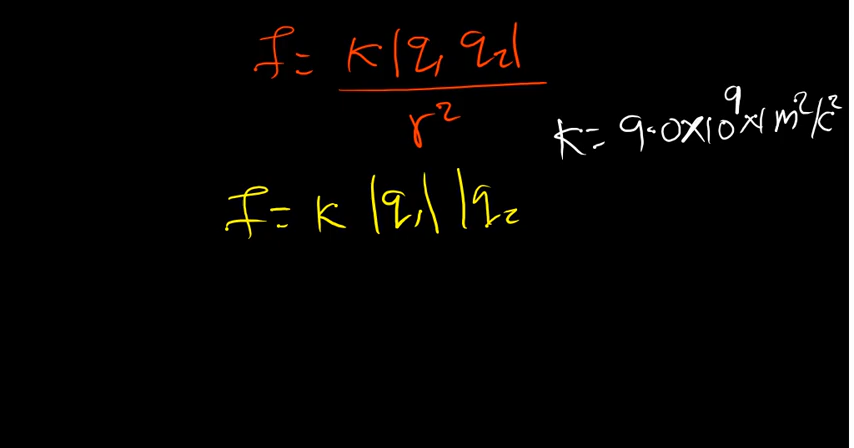 F = K|q₁ q₂|
r²
K = 9.0×10⁹ × m²/c²
F = K |q₁| |q₂